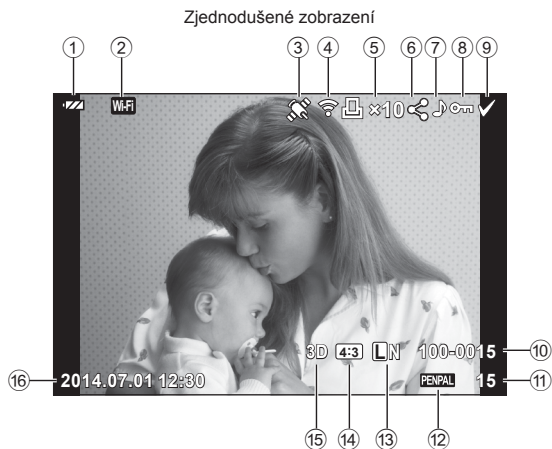 Zjednodušené zobrazení
① ② ③ ④ ⑤ ⑥ ⑦ ⑧ ⑨
Wi-Fi ×10
3D 4:3 LN 100-0015 ⑩
⑯ 2014.07.01 12:30 PENPAL 15 ⑪
⑮ ⑭ ⑬ ⑫